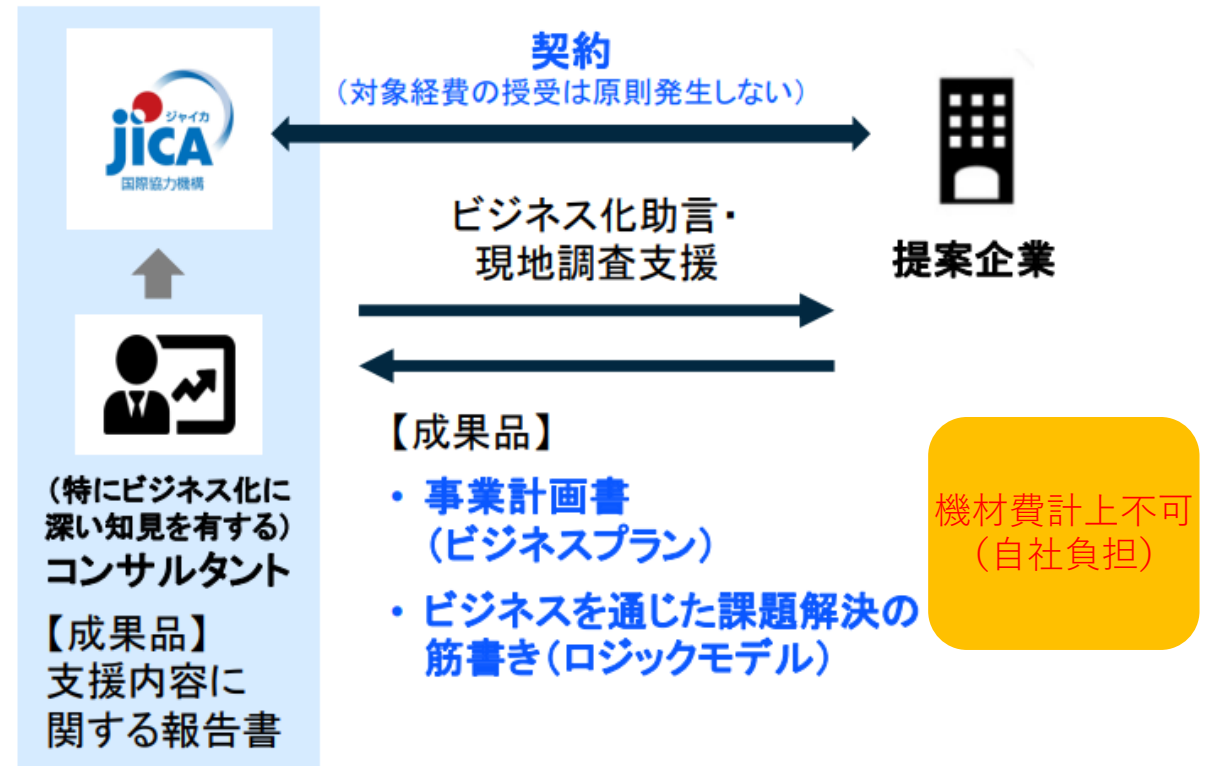 契約
（対象経費の授受は原則発生しない）
ジャイカ
jICA
国際協力機構
ビジネス化助言・
現地調査支援
提案企業
（特にビジネス化に
深い知見を有する）
コンサルタント
【成果品】
支援内容に
関する報告書
【成果品】
・ 事業計画書
（ビジネスプラン）
・ ビジネスを通じた課題解決の
筋書き（ロジックモデル）
機材費計上不可
（自社負担）